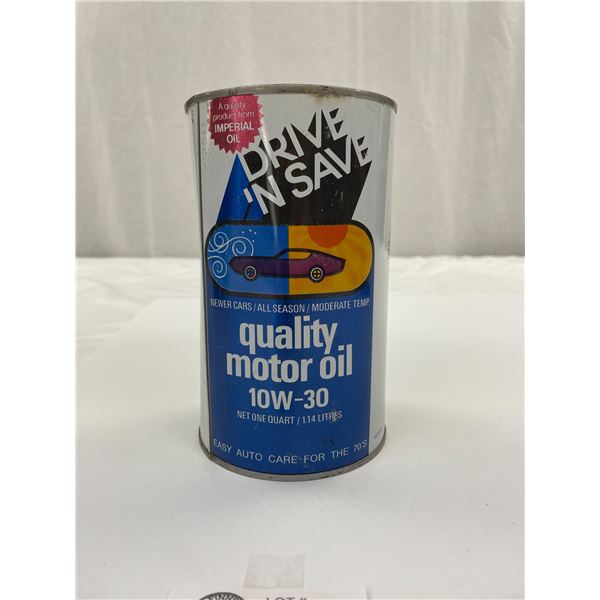 A quality
product from
IMPERIAL
OIL
DRIVE
'N SAVE
NEWER CARS / ALL SEASON / MODERATE TEMP.
quality
motor oil
10W-30
NET ONE QUART / 1.14 LITRES
EASY AUTO CARE FOR THE 70'S